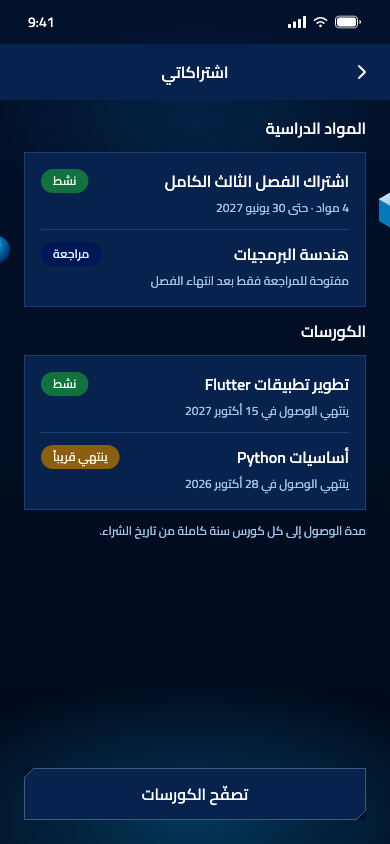 9:41
اشتراكاتي
المواد الدراسية
اشتراك الفصل الثالث الكامل
نشط
4 مواد · حتى 30 يونيو 2027
هندسة البرمجيات
مراجعة
مفتوحة للمراجعة فقط بعد انتهاء الفصل
الكورسات
تطوير تطبيقات Flutter
نشط
ينتهي الوصول في 15 أكتوبر 2027
أساسيات Python
ينتهي قريباً
ينتهي الوصول في 28 أكتوبر 2026
مدة الوصول إلى كل كورس سنة كاملة من تاريخ الشراء.
تصفّح الكورسات